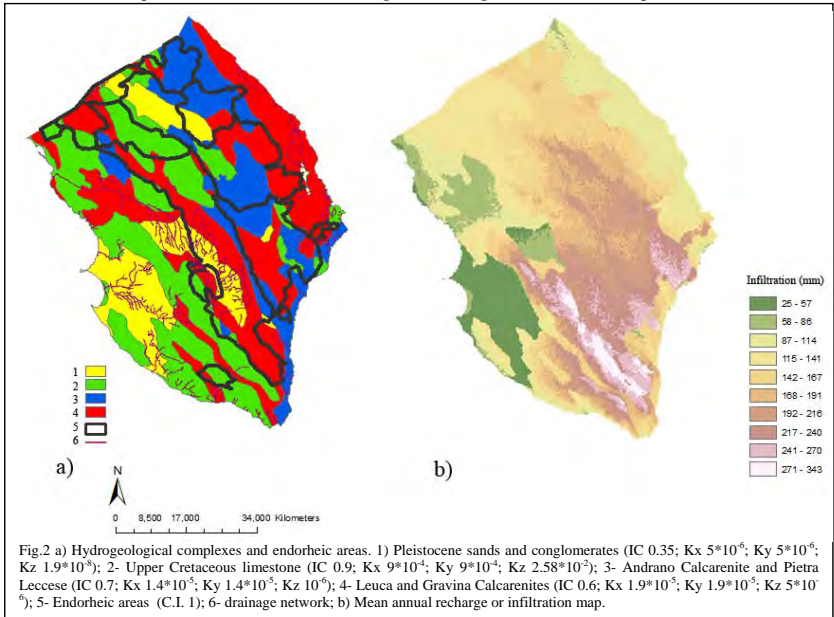 1
2
3
4
5
6
a)
b)
N
0 8,500 17,000 34,000 Kilometers
Infiltration (mm)
25 - 57
58 - 86
87 - 114
115 - 141
142 - 167
168 - 191
192 - 216
217 - 240
241 - 270
271 - 343
Fig.2 a) Hydrogeological complexes and endorheic areas. 1) Pleistocene sands and conglomerates (IC 0.35; Kx 5*10⁻⁶; Ky 5*10⁻⁶;
Kz 1.9*10⁻⁸); 2- Upper Cretaceous limestone (IC 0.9; Kx 9*10⁻⁴; Ky 9*10⁻⁴; Kz 2.58*10⁻²); 3- Andrano Calcarenite and Pietra
Leccese (IC 0.7; Kx 1.4*10⁻⁵; Ky 1.4*10⁻⁵; Kz 10⁻⁶); 4- Leuca and Gravina Calcarenites (IC 0.6; Kx 1.9*10⁻⁵; Ky 1.9*10⁻⁵; Kz 5*10⁻
⁶); 5- Endorheic areas (C.I. 1); 6- drainage network; b) Mean annual recharge or infiltration map.